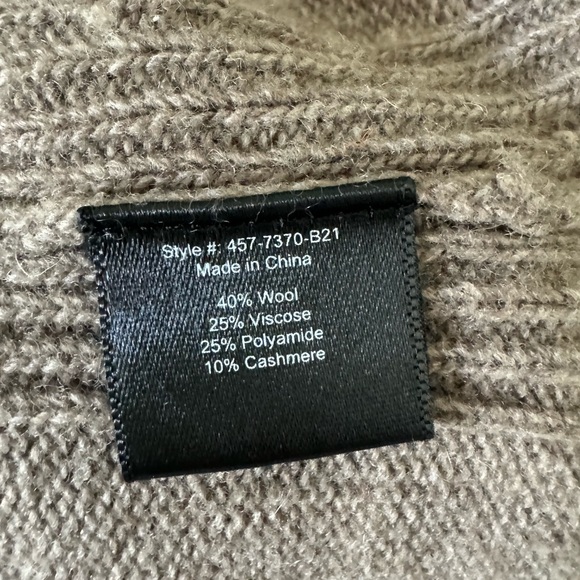 Style #: 457-7370-B21
Made in China
40% Wool
25% Viscose
25% Polyamide
10% Cashmere